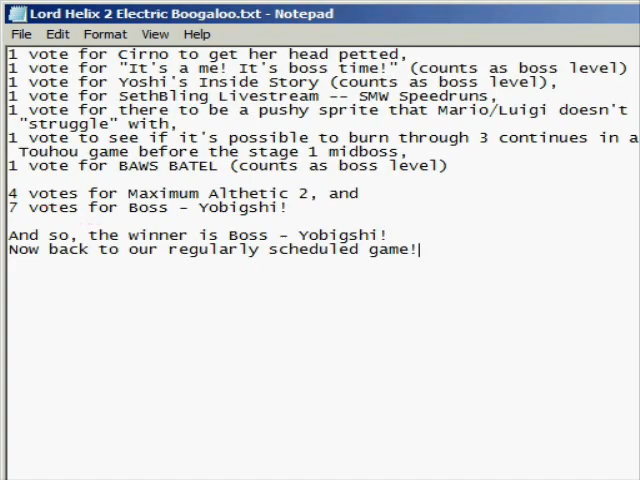 Lord Helix 2 Electric Boogaloo.txt - Notepad
File Edit Format View Help
1 vote for Cirno to get her head petted,
1 vote for "It's a me! It's boss time!" (counts as boss level)
1 vote for Yoshi's Inside Story (counts as boss level),
1 vote for SethBling Livestream -- SMW Speedruns,
1 vote for there to be a pushy sprite that Mario/Luigi doesn't
"struggle" with,
1 vote to see if it's possible to burn through 3 continues in a
Touhou game before the stage 1 midboss,
1 vote for BAWS BATEL (counts as boss level)
4 votes for Maximum Althetic 2, and
7 votes for Boss - Yobigshi!
And so, the winner is Boss - Yobigshi!
Now back to our regularly scheduled game!